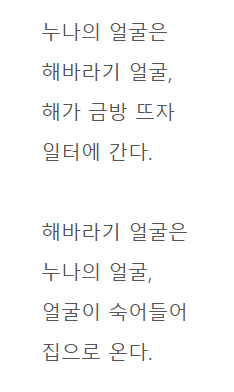 누나의 얼굴은
해바라기 얼굴,
해가 금방 뜨자
일터에 간다.

해바라기 얼굴은
누나의 얼굴,
얼굴이 숙어들어
집으로 온다.